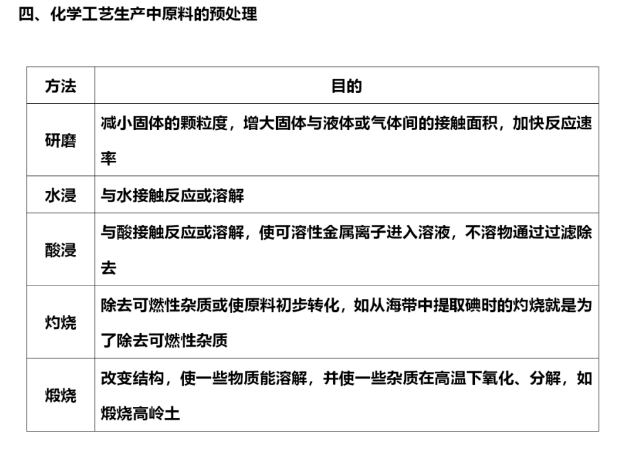 四、化学工艺生产中原料的预处理
方法 目的
研磨 减小固体的颗粒度，增大固体与液体或气体间的接触面积，加快反应速
率
水浸 与水接触反应或溶解
酸浸 与酸接触反应或溶解，使可溶性金属离子进入溶液，不溶物通过过滤除
去
灼烧 除去可燃性杂质或使原料初步转化，如从海带中提取碘时的灼烧就是为
了除去可燃性杂质
煅烧 改变结构，使一些物质能溶解，并使一些杂质在高温下氧化、分解，如
煅烧高岭土